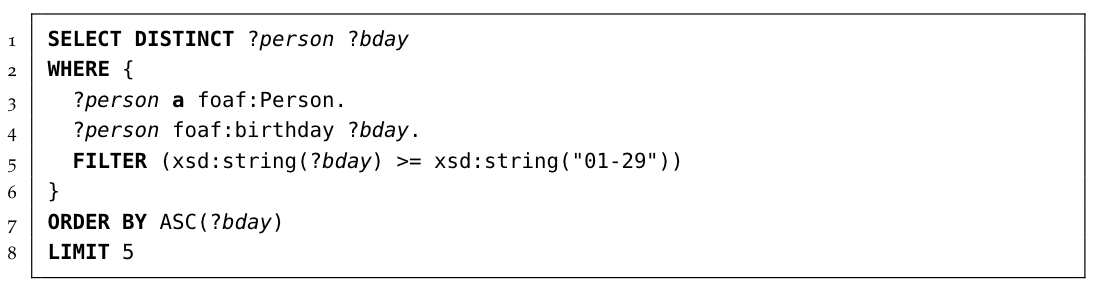 1 SELECT DISTINCT ?person ?bday
2 WHERE {
3 ?person a foaf:Person.
4 ?person foaf:birthday ?bday.
5 FILTER (xsd:string(?bday) >= xsd:string("01-29"))
6 }
7 ORDER BY ASC(?bday)
8 LIMIT 5